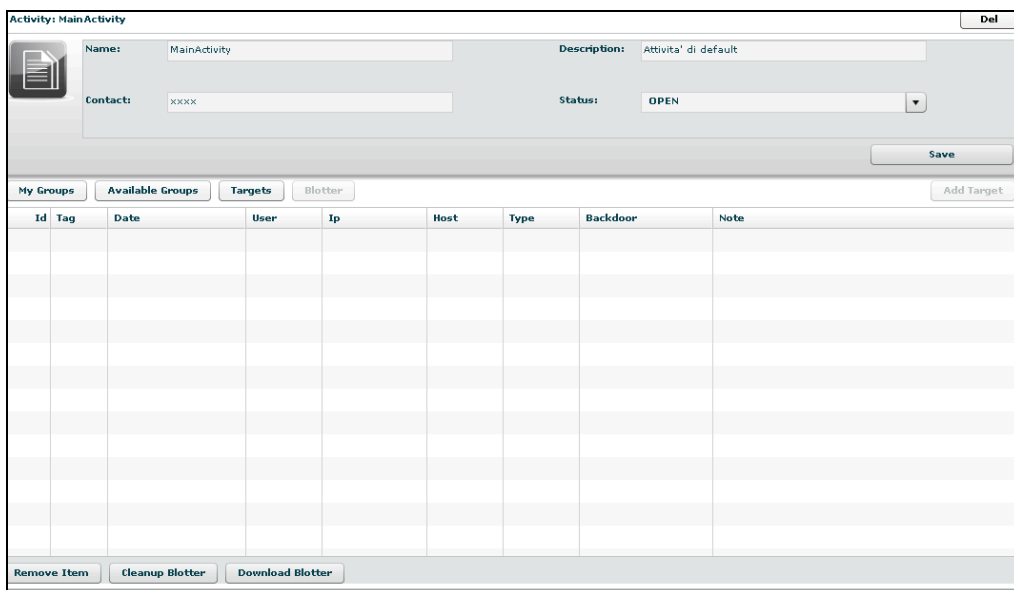 Activity: MainActivity Del
Name: MainActivity Description: Attivita' di default
Contact: xxxx Status: OPEN
Save
My Groups Available Groups Targets Blotter Add Target
Id Tag Date User Ip Host Type Backdoor Note
Remove Item Cleanup Blotter Download Blotter